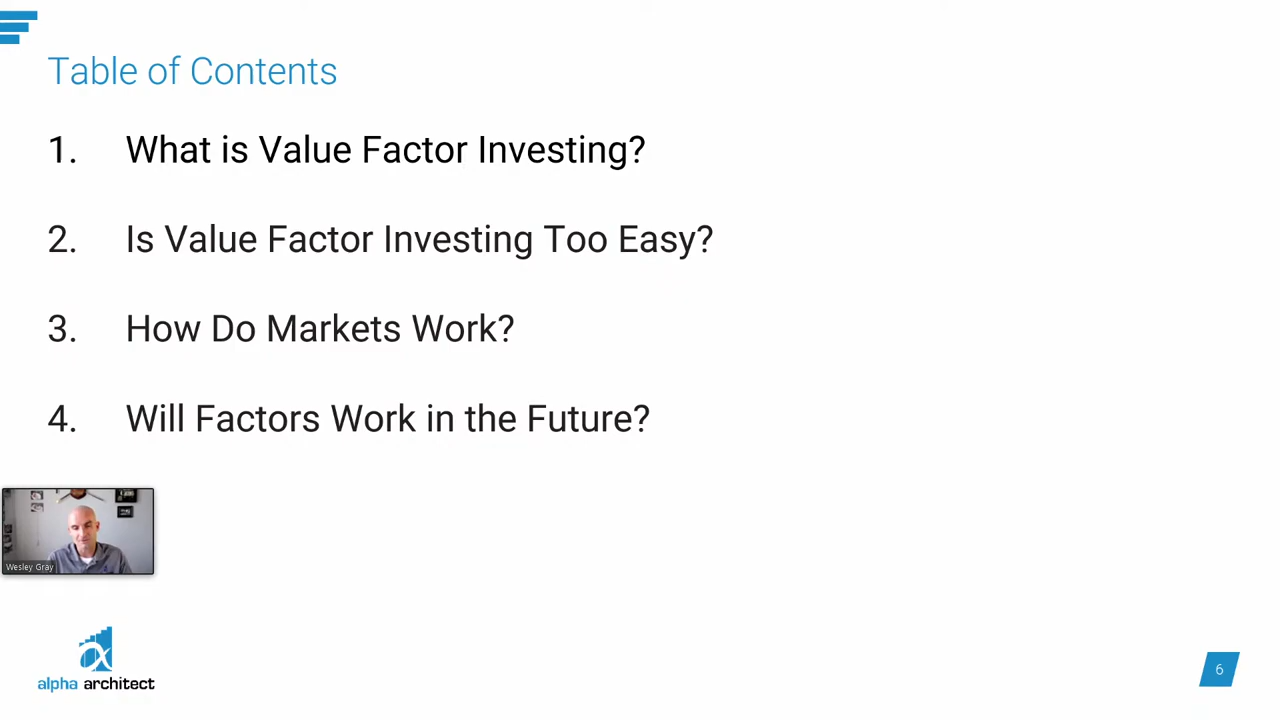 Table of Contents
1. What is Value Factor Investing?
2. Is Value Factor Investing Too Easy?
3. How Do Markets Work?
4. Will Factors Work in the Future?
Wesley Gray
alpha architect
6